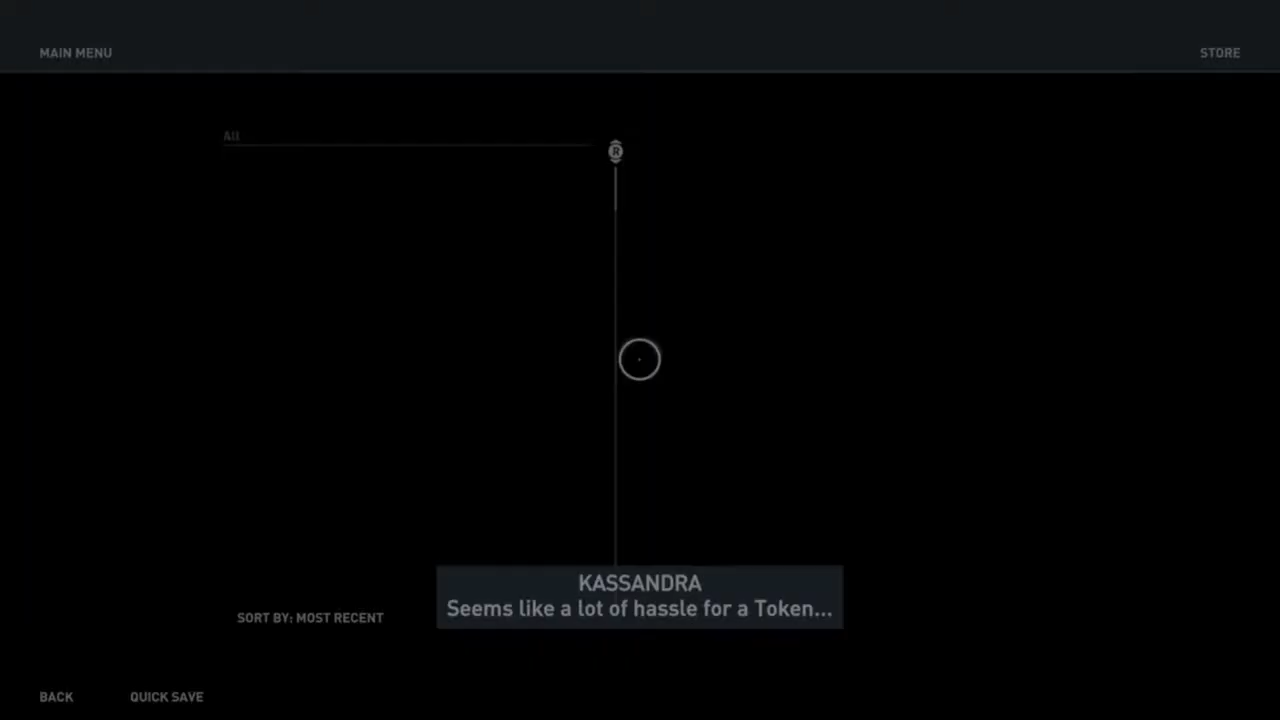 MAIN MENU
STORE
All
R
KASSANDRA
Seems like a lot of hassle for a Token...
SORT BY: MOST RECENT
BACK
QUICK SAVE